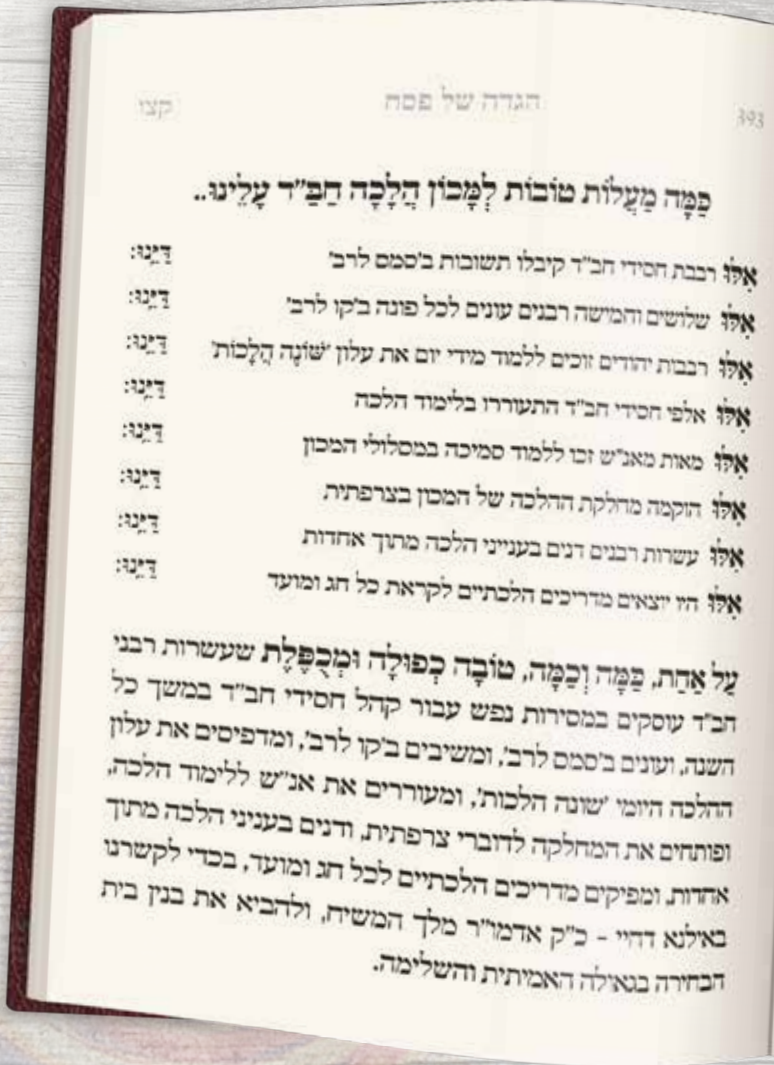 393 הגדה של פסח קצו
כַּמָּה מַעֲלוֹת טוֹבוֹת לְמָכוֹן הֲלָכָה חַבַּ"ד עָלֵינוּ..
אִלּוּ רבבת חסידי חב"ד קיבלו תשובות ב'סמס לרב' דַּיֵּנוּ:
אִלּוּ שלושים וחמישה רבנים עונים לכל פונה ב'קו לרב' דַּיֵּנוּ:
אִלּוּ רבבות יהודים זוכים ללמוד מידי יום את עלון 'שׁוֹנֶה הֲלָכוֹת' דַּיֵּנוּ:
אִלּוּ אלפי חסידי חב"ד התעוררו בלימוד הלכה דַּיֵּנוּ:
אִלּוּ מאות מאנ"ש זכו ללמוד סמיכה במסלולי המכון דַּיֵּנוּ:
אִלּוּ הוקמה מחלקת ההלכה של המכון בצרפתית דַּיֵּנוּ:
אִלּוּ עשרות רבנים דנים בענייני הלכה מתוך אחדות דַּיֵּנוּ:
אִלּוּ היו יוצאים מדריכים הלכתיים לקראת כל חג ומועד דַּיֵּנוּ:
עַל אַחַת, כַּמָּה וְכַמָּה, טוֹבָה כְפוּלָה וּמְכֻפֶּלֶת שעשרות רבני
חב"ד עוסקים במסירות נפש עבור קהל חסידי חב"ד במשך כל
השנה, ועונים ב'סמס לרב', ומשיבים ב'קו לרב', ומדפיסים את עלון
ההלכה היומי 'שונה הלכות', ומעוררים את אנ"ש ללימוד הלכה,
ופותחים את המחלקה לדוברי צרפתית, ודנים בעניני הלכה מתוך
אחדות, ומפיקים מדריכים הלכתיים לכל חג ומועד, בכדי לקשרנו
באילנא דחיי - כ"ק אדמו"ר מלך המשיח, ולהביא את בנין בית
הבחירה בגאולה האמיתית והשלימה.